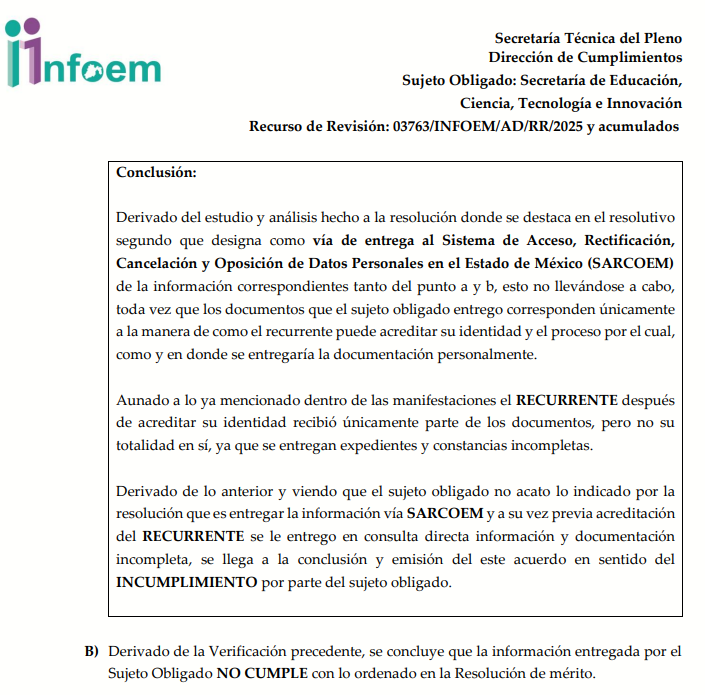 infoem
Secretaría Técnica del Pleno
Dirección de Cumplimientos
Sujeto Obligado: Secretaría de Educación,
Ciencia, Tecnología e Innovación
Recurso de Revisión: 03763/INFOEM/AD/RR/2025 y acumulados
Conclusión:
Derivado del estudio y análisis hecho a la resolución donde se destaca en el resolutivo
segundo que designa como vía de entrega al Sistema de Acceso, Rectificación,
Cancelación y Oposición de Datos Personales en el Estado de México (SARCOEM)
de la información correspondientes tanto del punto a y b, esto no llevándose a cabo,
toda vez que los documentos que el sujeto obligado entrego corresponden únicamente
a la manera de como el recurrente puede acreditar su identidad y el proceso por el cual,
como y en donde se entregaría la documentación personalmente.
Aunado a lo ya mencionado dentro de las manifestaciones el RECURRENTE después
de acreditar su identidad recibió únicamente parte de los documentos, pero no su
totalidad en sí, ya que se entregan expedientes y constancias incompletas.
Derivado de lo anterior y viendo que el sujeto obligado no acato lo indicado por la
resolución que es entregar la información vía SARCOEM y a su vez previa acreditación
del RECURRENTE se le entrego en consulta directa información y documentación
incompleta, se llega a la conclusión y emisión del este acuerdo en sentido del
INCUMPLIMIENTO por parte del sujeto obligado.
B) Derivado de la Verificación precedente, se concluye que la información entregada por el
Sujeto Obligado NO CUMPLE con lo ordenado en la Resolución de mérito.